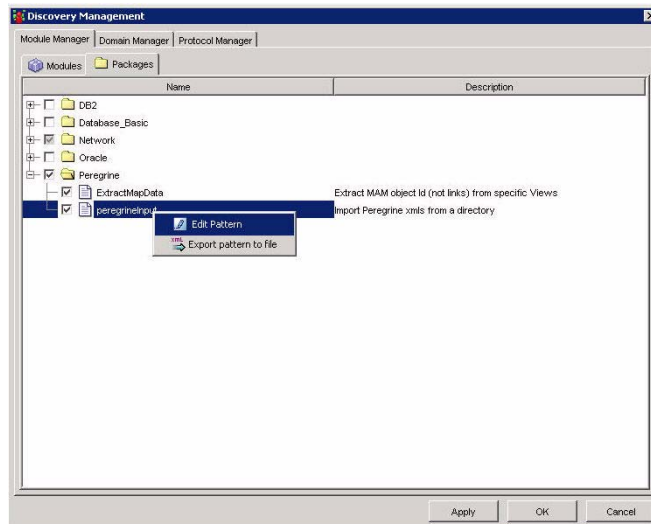 Discovery Management
Module Manager Domain Manager Protocol Manager
Modules Packages
Name Description
DB2
Database_Basic
Network
Oracle
Peregrine
ExtractMapData Extract MAM object Id (not links) from specific Views
peregrineInput Import Peregrine xmls from a directory
Edit Pattern
XML Export pattern to file
Apply OK Cancel